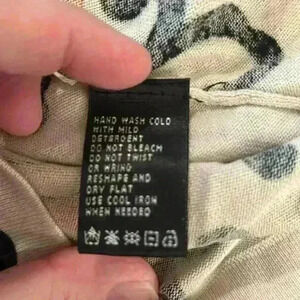 HAND WASH COLD
WITH MILD
DETERGENT
DO NOT BLEACH
DO NOT TWIST
OR WRING
RESHAPE AND
DRY FLAT
USE COOL IRON
WHEN NEEDED